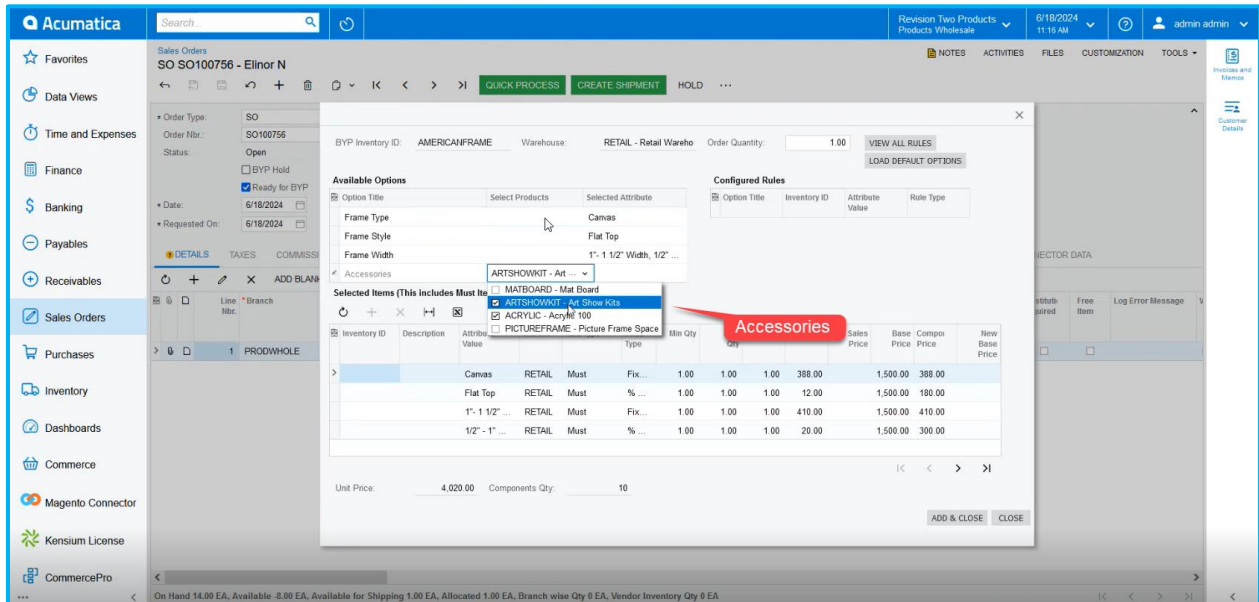 Acumatica
Search...
Revision Two Products
Products Wholesale
6/18/2024
11:16 AM
admin admin
Favorites
Data Views
Time and Expenses
Finance
Banking
Payables
Receivables
Sales Orders
Purchases
Inventory
Dashboards
Commerce
Magento Connector
Kensium License
CommercePro
Sales Orders
SO SO100756 - Elinor N
NOTES ACTIVITIES FILES CUSTOMIZATION TOOLS
QUICK PROCESS CREATE SHIPMENT HOLD
Invoices and
Memos
Customer
Details
* Order Type: SO
Order Nbr.: SO100756
Status: Open
BYP Hold
Ready for BYP
* Date: 6/18/2024
* Requested On: 6/18/2024
DETAILS TAXES COMMISSI
NECTOR DATA
ADD BLANK
Line
Nbr.
* Branch
Free
Item
Log Error Message
1 PRODWHOLE
BYP Inventory ID: AMERICANFRAME Warehouse: RETAIL - Retail Wareho Order Quantity: 1.00
VIEW ALL RULES
LOAD DEFAULT OPTIONS
Available Options
Option Title Select Products Selected Attribute
Frame Type Canvas
Frame Style Flat Top
Frame Width 1"- 1 1/2" Width, 1/2" ...
Accessories ARTSHOWKIT - Art ...
MATBOARD - Mat Board
ARTSHOWKIT - Art Show Kits
ACRYLIC - Acrylic 100
PICTUREFRAME - Picture Frame Space
Accessories
Configured Rules
Option Title Inventory ID Attribute
Value
Rule Type
Selected Items (This includes Must Ite
Inventory ID Description Attribu
Value
Type
Min Qty
Qty
Sales
Price
Base
Price
Compo
Price
New
Base
Price
Canvas RETAIL Must Fix... 1.00 1.00 1.00 388.00 1,500.00 388.00
Flat Top RETAIL Must % ... 1.00 1.00 1.00 12.00 1,500.00 180.00
1"- 1 1/2" ... RETAIL Must Fix... 1.00 1.00 1.00 410.00 1,500.00 410.00
1/2" - 1" ... RETAIL Must % ... 1.00 1.00 1.00 20.00 1,500.00 300.00
Unit Price: 4,020.00 Components Qty: 10
ADD & CLOSE CLOSE
On Hand 14.00 EA, Available -8.00 EA, Available for Shipping 1.00 EA, Allocated 1.00 EA, Branch wise Qty 0 EA, Vendor Inventory Qty 0 EA